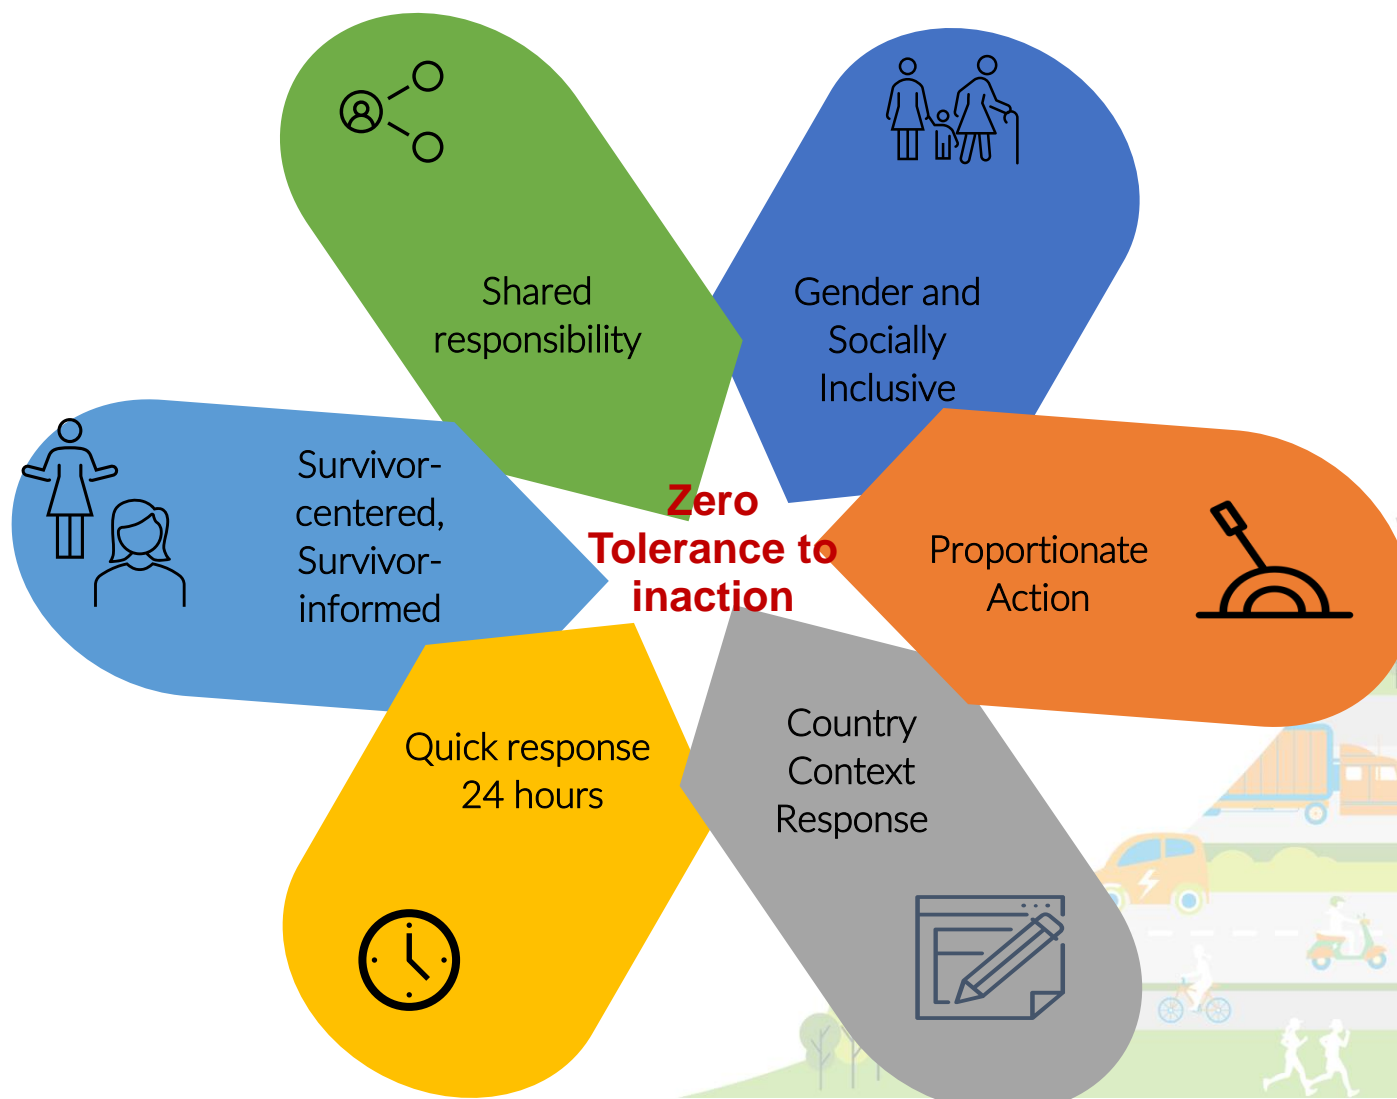 Shared
responsibility
Gender and
Socially
Inclusive
Survivor-
centered,
Survivor-
informed
Zero
Tolerance to
inaction
Proportionate
Action
Quick response
24 hours
Country
Context
Response